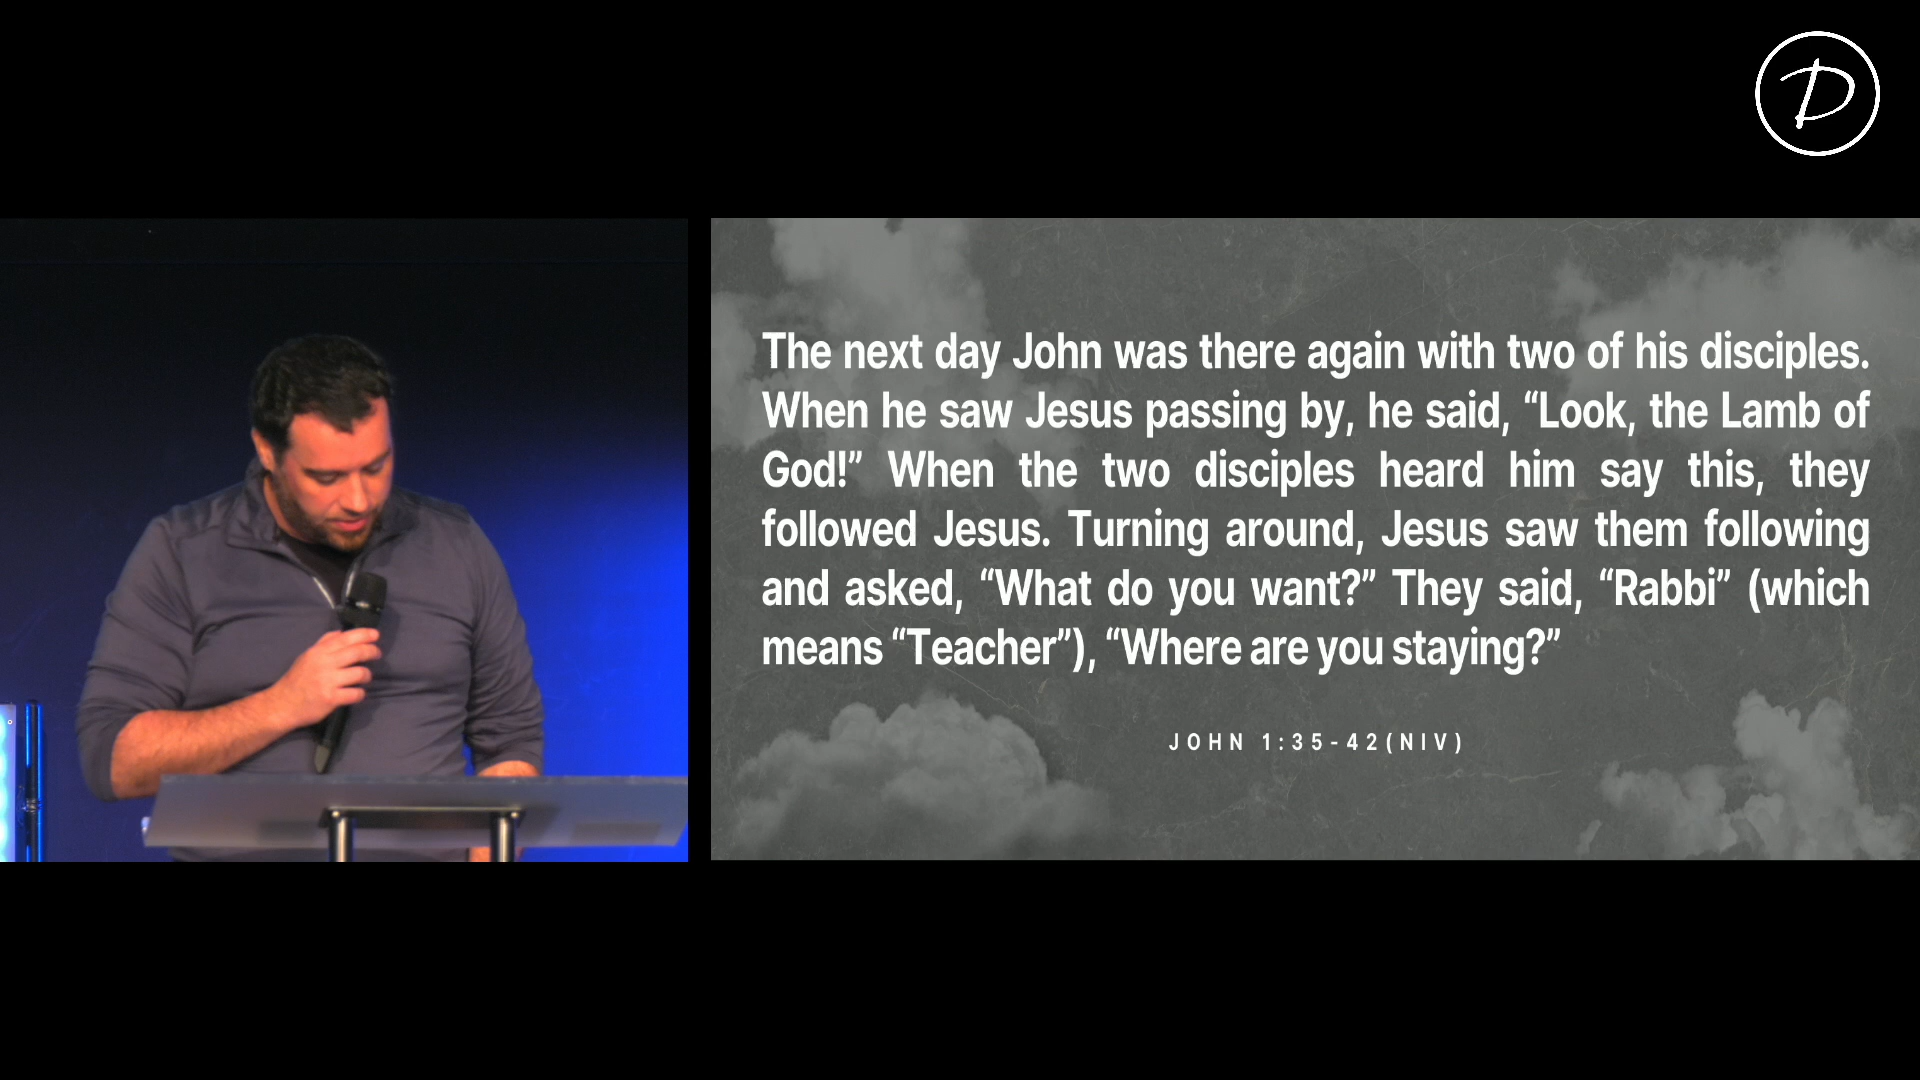 D
The next day John was there again with two of his disciples.
When he saw Jesus passing by, he said, “Look, the Lamb of
God!” When the two disciples heard him say this, they
followed Jesus. Turning around, Jesus saw them following
and asked, “What do you want?” They said, “Rabbi” (which
means “Teacher”), “Where are you staying?”
JOHN 1:35-42(NIV)